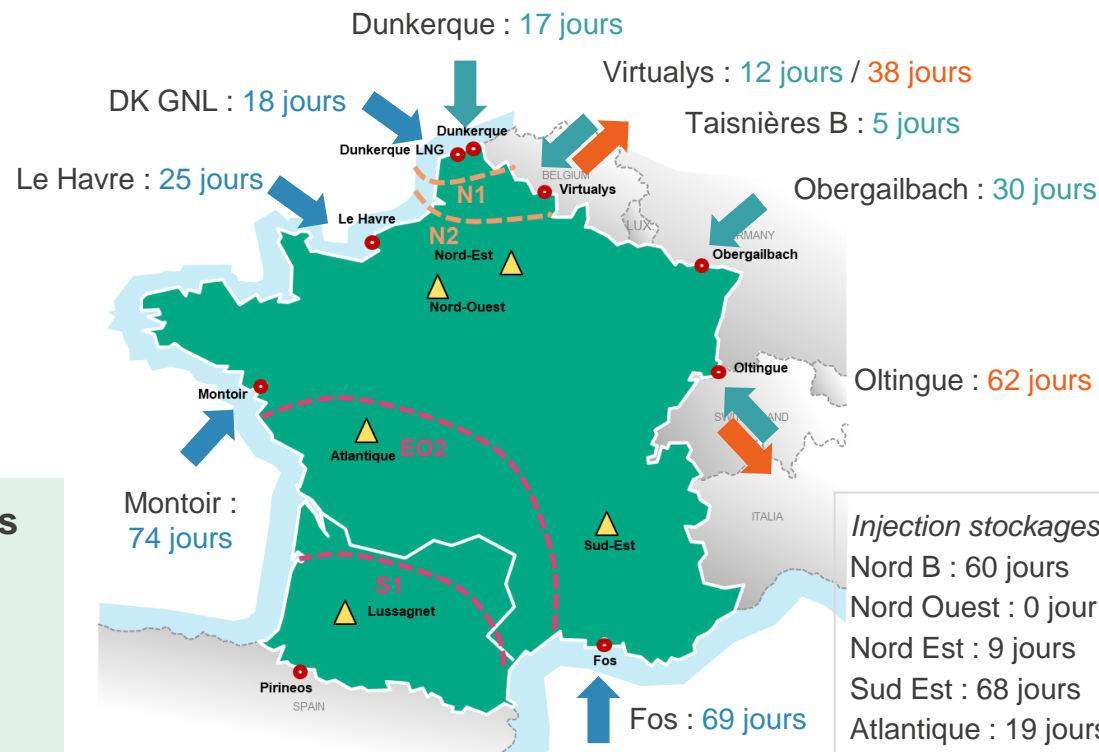 Dunkerque : 17 jours
Virtualys : 12 jours / 38 jours
DK GNL : 18 jours
Taisnières B : 5 jours
Dunkerque
Dunkerque LNG
Le Havre : 25 jours
BELGIUM
Virtualys
Obergailbach : 30 jours
N1
Le Havre
LUX.
RMANY
N2
Obergailbach
Nord-Est
Nord-Ouest
Oltingue
Oltingue : 62 jours
Montoir
EO2
Atlantique
Montoir :
74 jours
s
ITALIA
Sud-Est
Injection stockages
Nord B : 60 jours
Nord Ouest : 0 jour
Nord Est : 9 jours
Sud Est : 68 jours
Atlantique : 19 jours
S1
Lussagnet
Fos
Pirineos
SPAIN
Fos : 69 jours